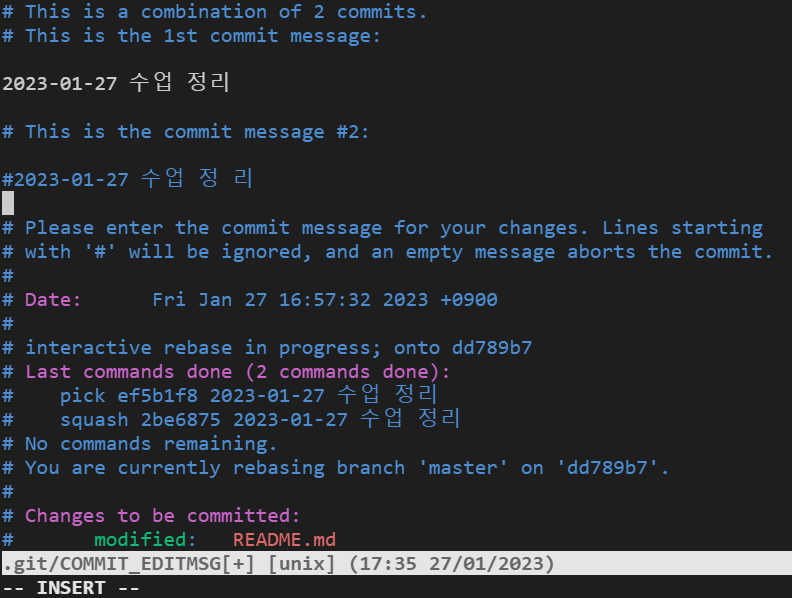 # This is a combination of 2 commits.
# This is the 1st commit message:
2023-01-27 수업 정리
# This is the commit message #2:
#2023-01-27 수업 정 리
# Please enter the commit message for your changes. Lines starting
# with '#' will be ignored, and an empty message aborts the commit.
#
# Date:      Fri Jan 27 16:57:32 2023 +0900
#
# interactive rebase in progress; onto dd789b7
# Last commands done (2 commands done):
#    pick ef5b1f8 2023-01-27 수업 정리
#    squash 2be6875 2023-01-27 수업 정리
# No commands remaining.
# You are currently rebasing branch 'master' on 'dd789b7'.
#
# Changes to be committed:
#       modified:   README.md
.git/COMMIT_EDITMSG[+] [unix] (17:35 27/01/2023)
-- INSERT --